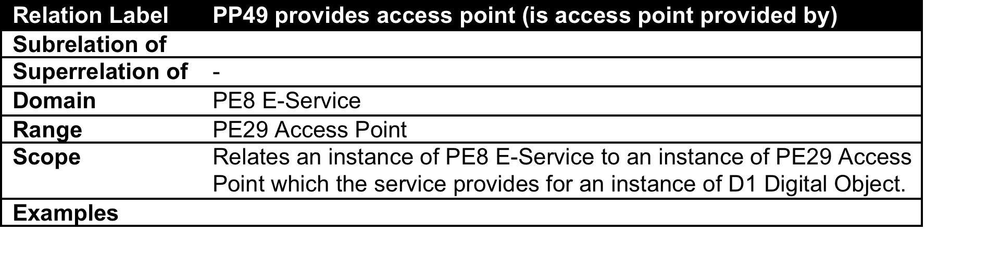 Relation Label PP49 provides access point (is access point provided by)
Subrelation of
Superrelation of -
Domain PE8 E-Service
Range PE29 Access Point
Scope Relates an instance of PE8 E-Service to an instance of PE29 Access
Point which the service provides for an instance of D1 Digital Object.
Examples